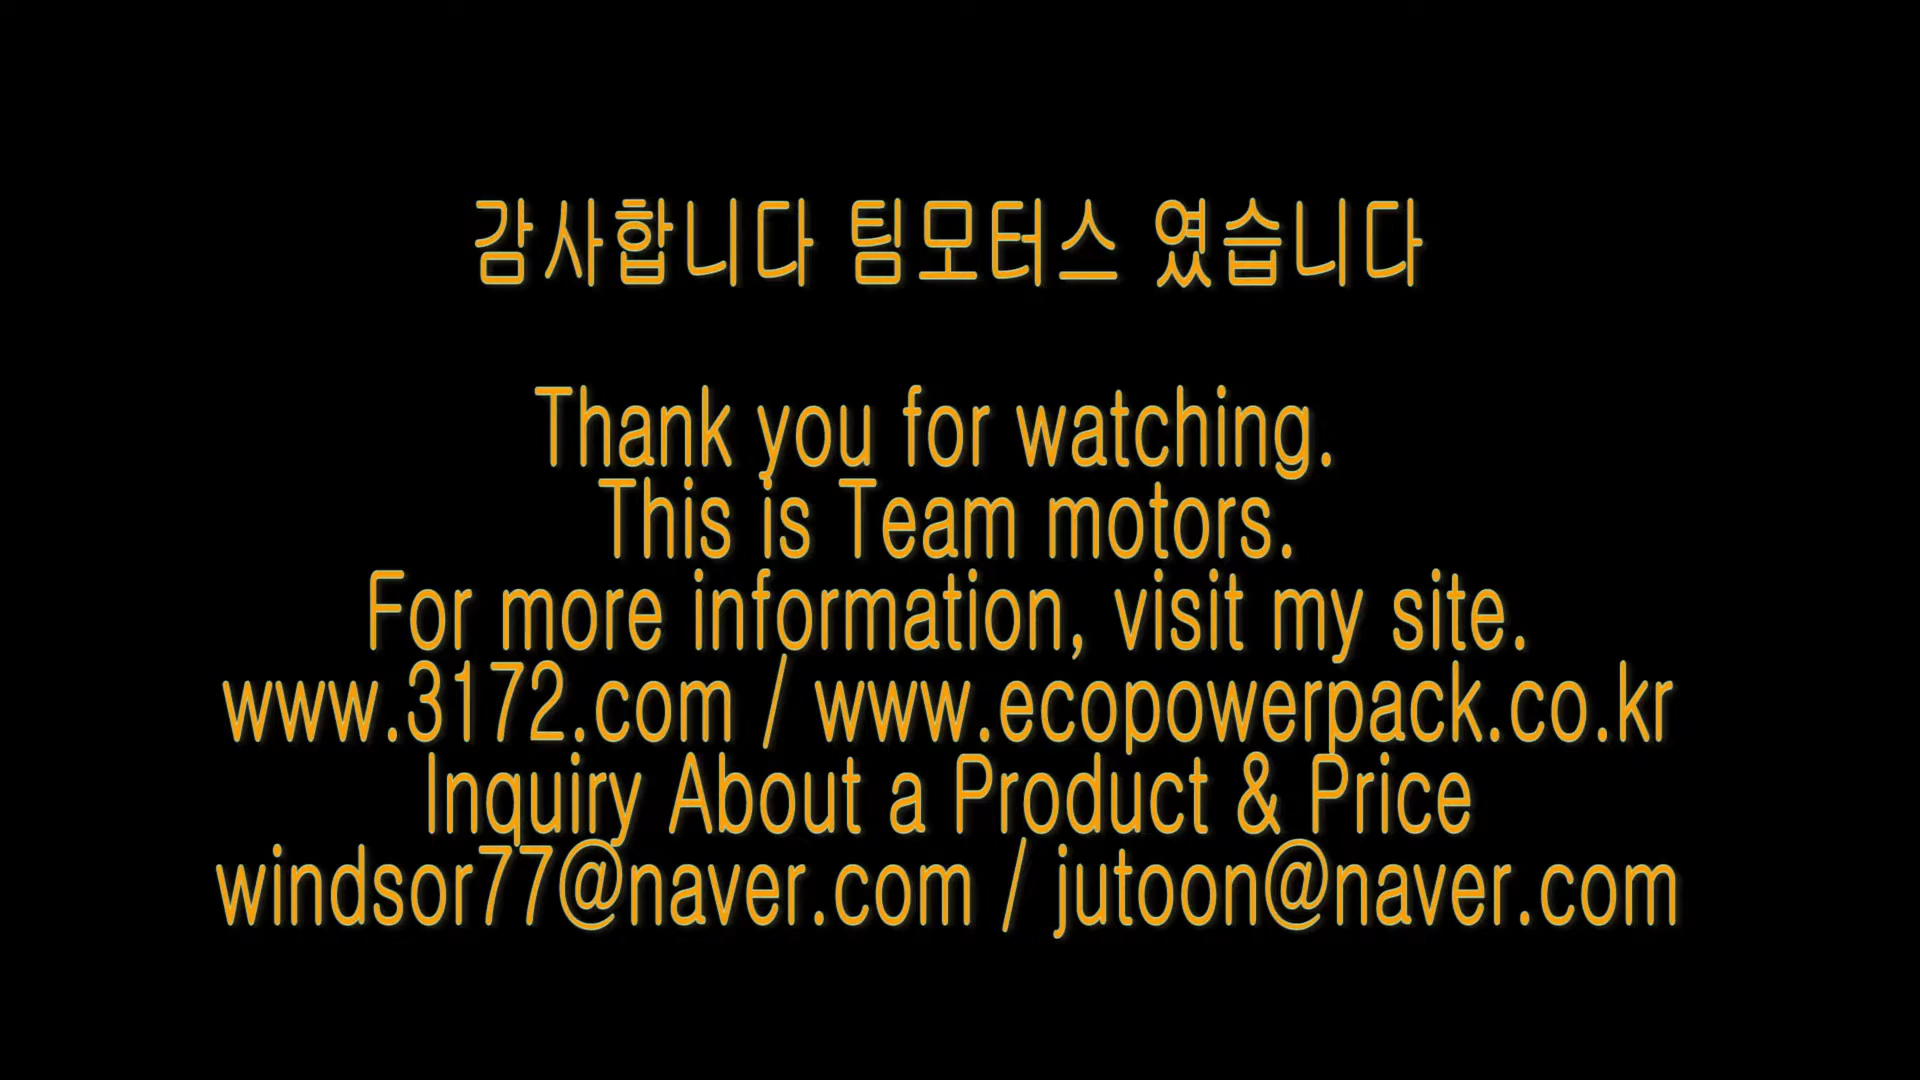 감사합니다 팀모터스 였습니다
Thank you for watching.
This is Team motors.
For more information, visit my site.
www.3172.com / www.ecopowerpack.co.kr
Inquiry About a Product & Price
windsor77@naver.com / jutoon@naver.com